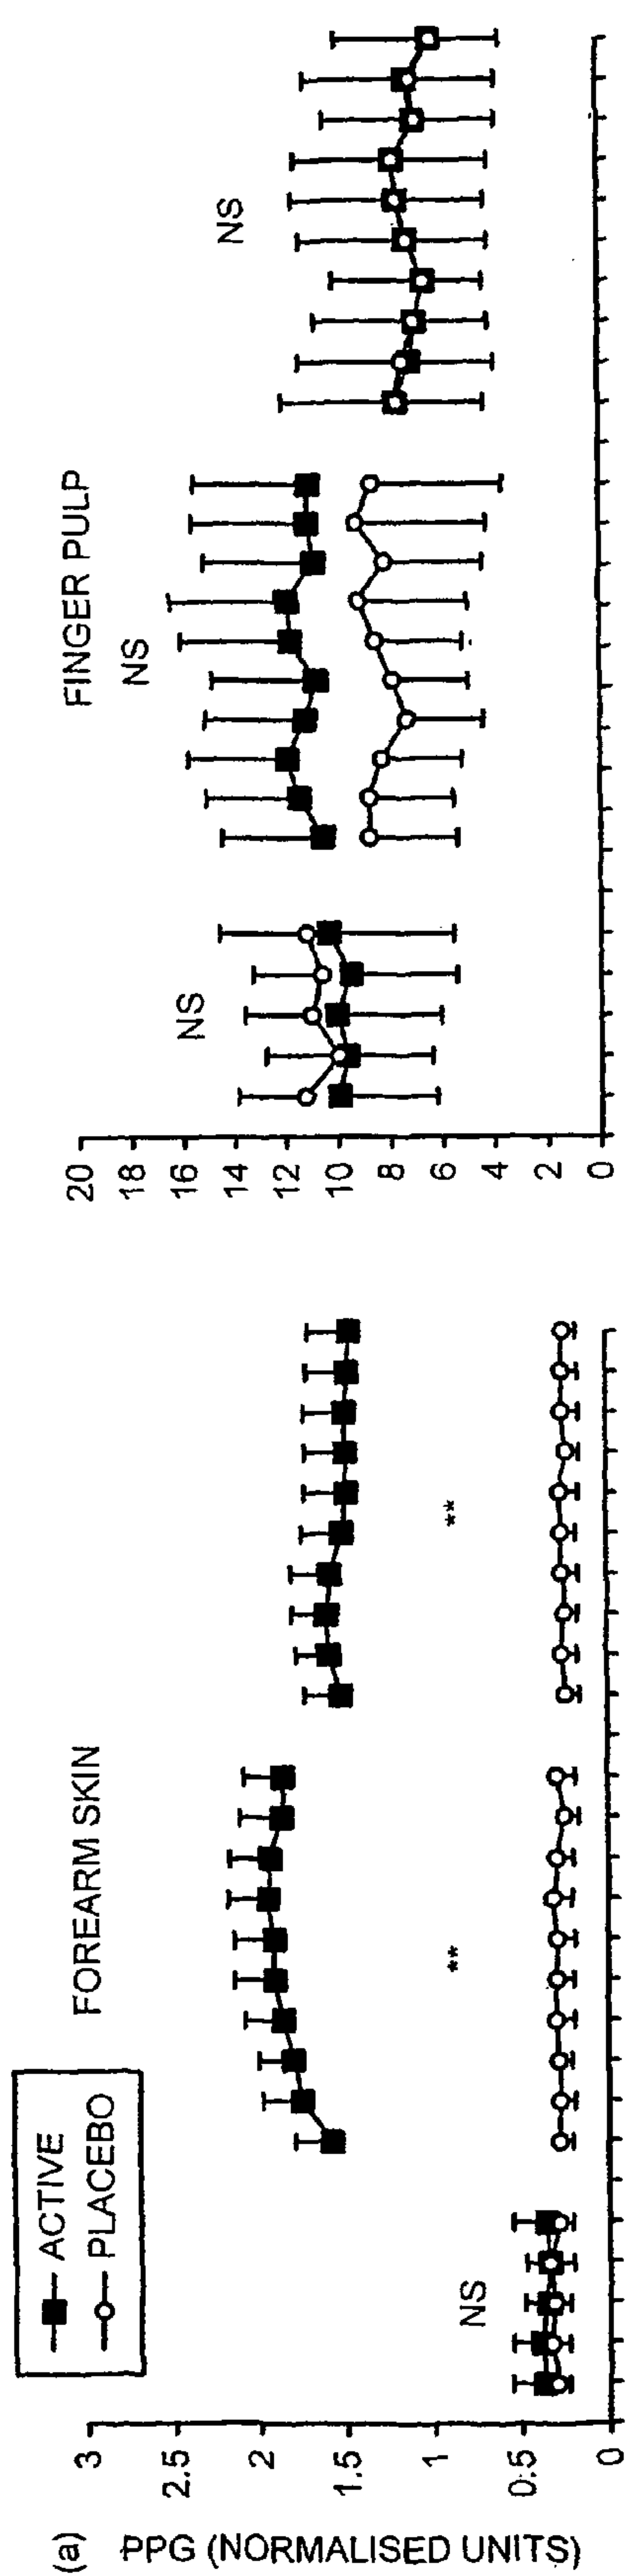 (a)
PPG (NORMALISED UNITS)
3
2.5
2
1.5
1
0.5
0
ACTIVE
PLACEBO
FOREARM SKIN
NS
**
**
20
18
16
14
12
10
8
6
4
2
0
FINGER PULP
NS
NS
NS